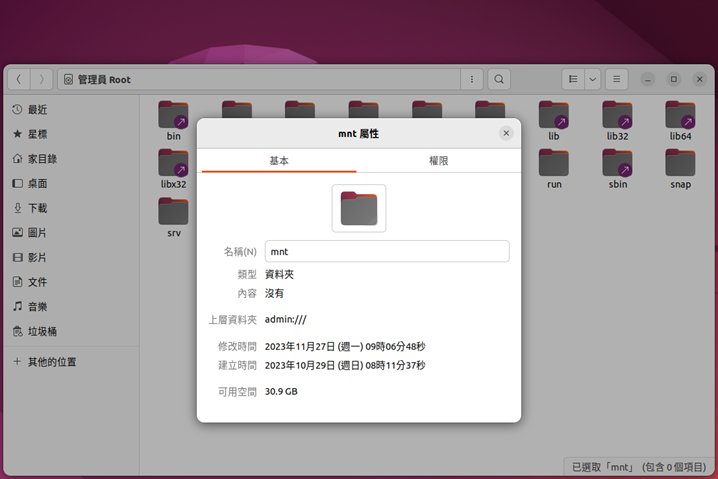 管理員 Root
最近
星標
家目錄
桌面
下載
圖片
影片
文件
音樂
垃圾桶
其他的位置
bin
lib
lib32
lib64
libx32
run
sbin
snap
srv
mnt 屬性
基本
權限
名稱(N) mnt
類型 資料夾
內容 沒有
上層資料夾 admin:///
修改時間 2023年11月27日 (週一) 09時06分48秒
建立時間 2023年10月29日 (週日) 08時11分37秒
可用空間 30.9 GB
已選取「mnt」 (包含 0 個項目)